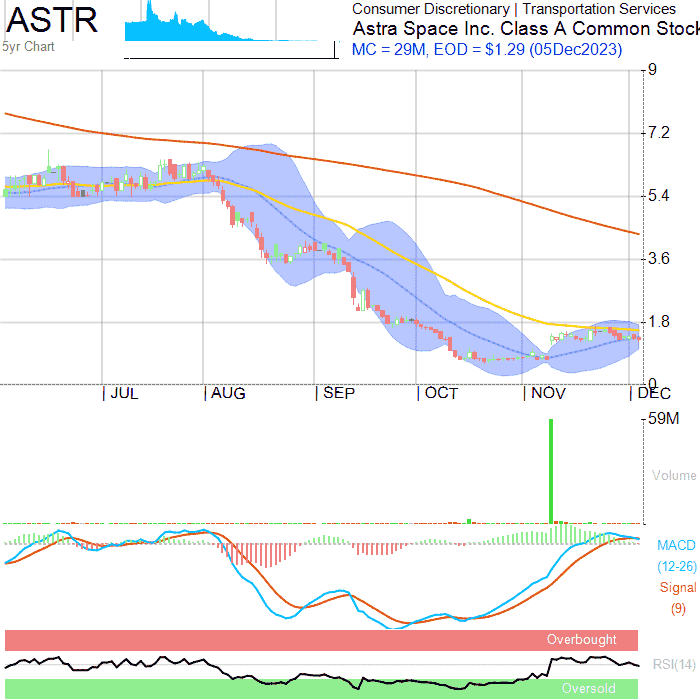 ASTR
Consumer Discretionary | Transportation Services
Astra Space Inc. Class A Common Stock
5yr Chart
MC = 29M, EOD = $1.29 (05Dec2023)
9
7.2
5.4
3.6
1.8
0
JUL AUG SEP OCT NOV DEC
59M
Volume
MACD
(12-26)
Signal
(9)
Overbought
RSI(14)
Oversold